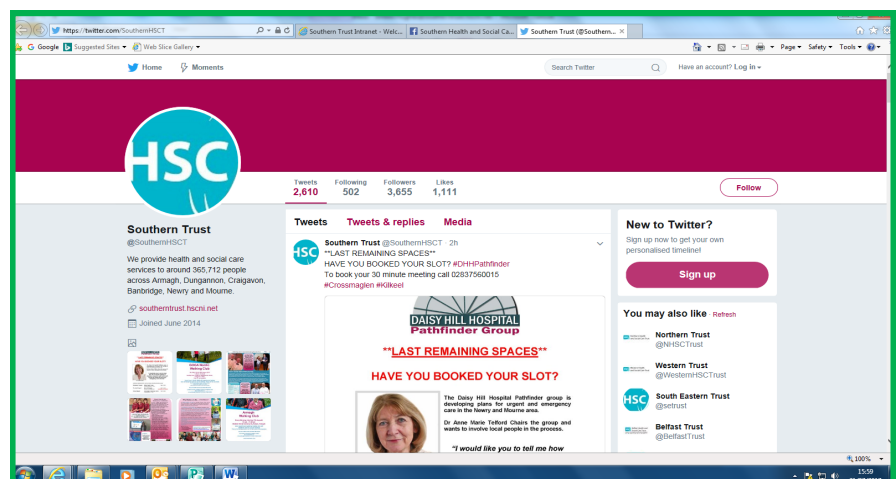 https://twitter.com/SouthernHSCT
Southern Trust Intranet - Welc...
Southern Health and Social Ca...
Southern Trust (@Southern...
Google
Suggested Sites
Web Slice Gallery
Page
Safety
Tools
Home
Moments
Search Twitter
Have an account? Log in
HSC
Tweets
2,610
Following
502
Followers
3,655
Likes
1,111
Follow
Southern Trust
@SouthernHSCT
We provide health and social care
services to around 365,712 people
across Armagh, Dungannon, Craigavon,
Banbridge, Newry and Mourne.
southerntrust.hscni.net
Joined June 2014
Tweets
Tweets & replies
Media
HSC
Southern Trust @SouthernHSCT · 2h
**LAST REMAINING SPACES**
HAVE YOU BOOKED YOUR SLOT? #DHHPathfinder
To book your 30 minute meeting call 02837560015
#Crossmaglen #Kilkeel
DAISY HILL HOSPITAL
Pathfinder Group
**LAST REMAINING SPACES**
HAVE YOU BOOKED YOUR SLOT?
The Daisy Hill Hospital Pathfinder group is
developing plans for urgent and emergency
care in the Newry and Mourne area.
Dr Anne Marie Telford Chairs the group and
wants to involve local people in the process.
"I would like you to tell me how
New to Twitter?
Sign up now to get your own
personalised timeline!
Sign up
You may also like · Refresh
Northern Trust
@NHSCTrust
Western Trust
@WesternHSCTrust
HSC
South Eastern Trust
@setrust
Belfast Trust
@BelfastTrust
100%
15:59